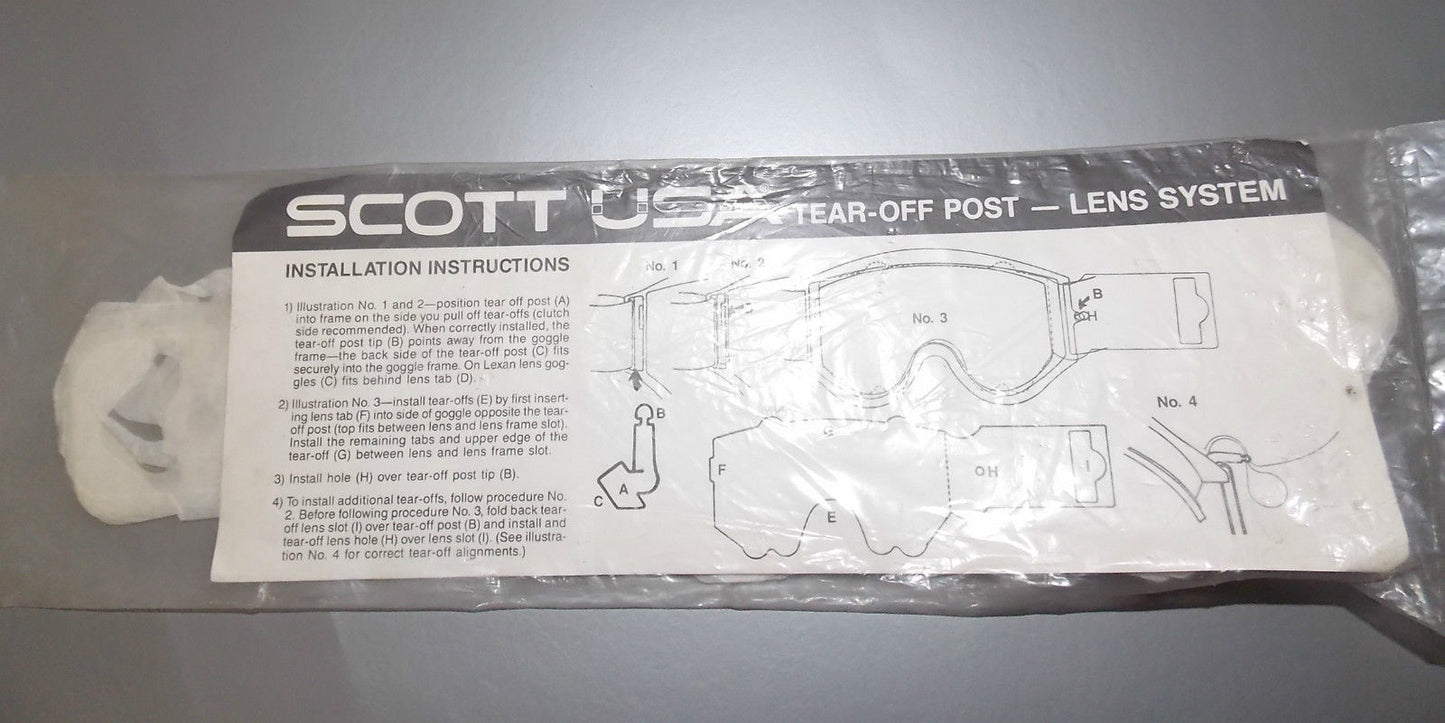 SCOTT USA TEAR-OFF POST — LENS SYSTEM
INSTALLATION INSTRUCTIONS
1) Illustration No. 1 and 2—position tear off post (A)
into frame on the side you pull off tear-offs (clutch
side recommended). When correctly installed, the
tear-off post tip (B) points away from the goggle
frame—the back side of the tear-off post (C) fits
securely into the goggle frame. On Lexan lens gog-
gles (C) fits behind lens tab (D).
2) Illustration No. 3—install tear-offs (E) by first insert-
ing lens tab (F) into side of goggle opposite the tear-
off post (top fits between lens and lens frame slot).
Install the remaining tabs and upper edge of the
tear-off (G) between lens and lens frame slot.
3) Install hole (H) over tear-off post tip (B).
4) To install additional tear-offs, follow procedure No.
2. Before following procedure No. 3, fold back tear-
off lens slot (I) over tear-off post (B) and install and
tear-off lens hole (H) over lens slot (I). (See illustra-
tion No. 4 for correct tear-off alignments.)
No. 1
No. 2
No. 3
B
H
No. 4
B
A
C
F
G
E
H
I